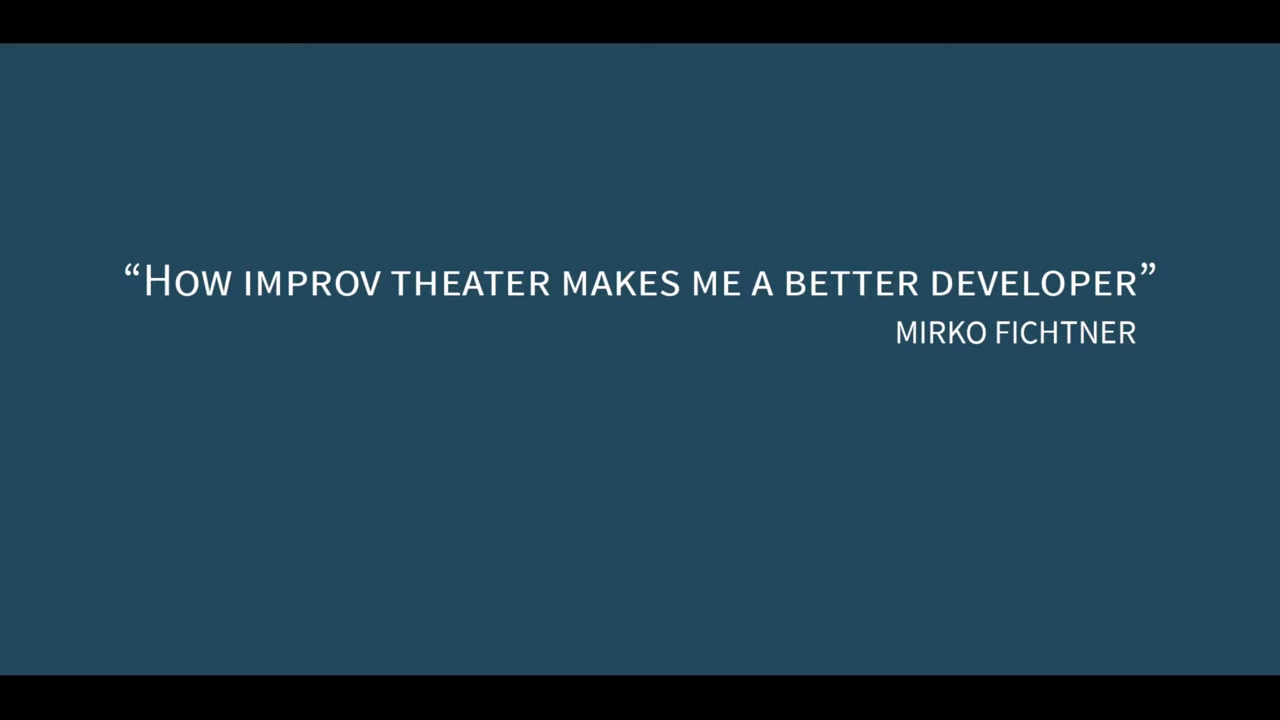 “How improv theater makes me a better developer”
MIRKO FICHTNER